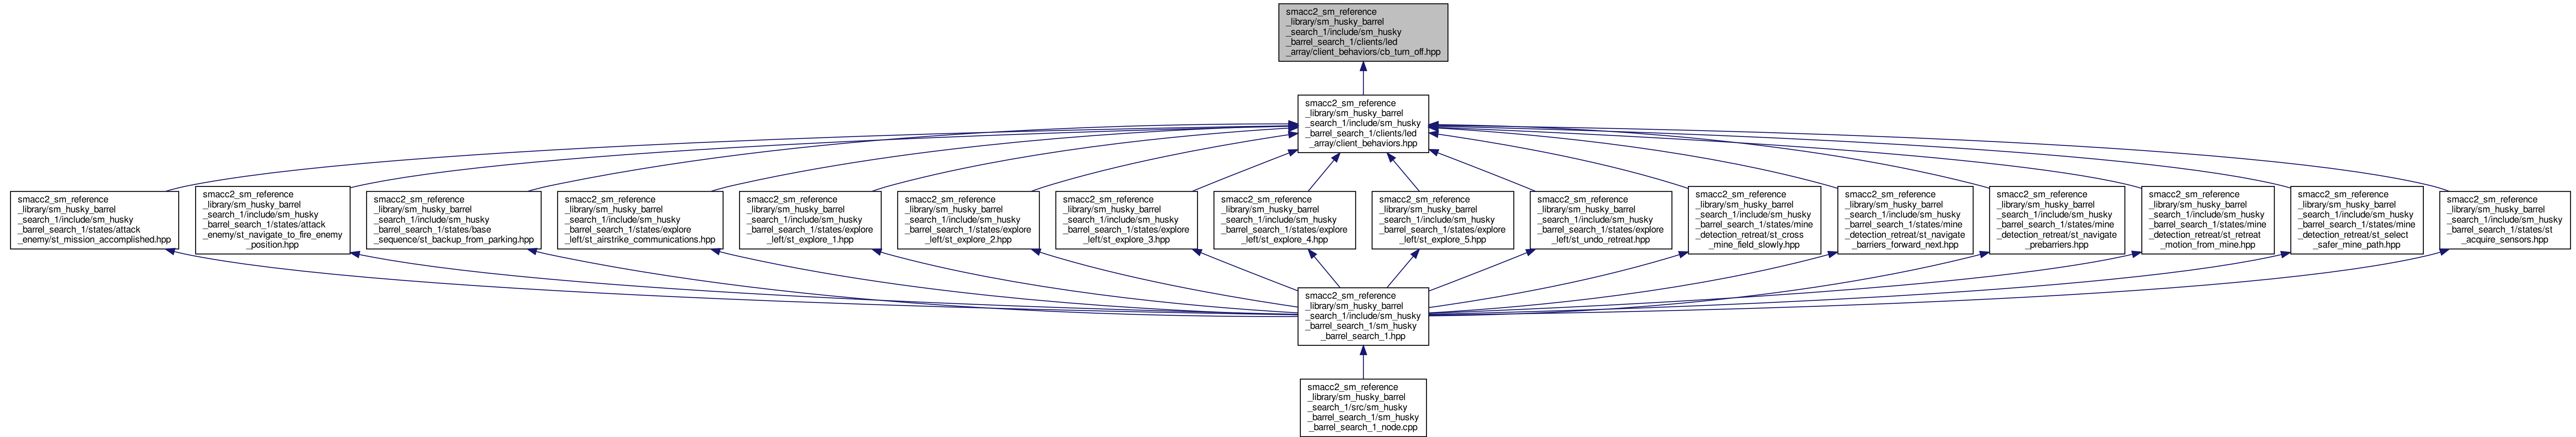 smacc2_sm_reference
_library/sm_husky_barrel
_search_1/include/sm_husky
_barrel_search_1/clients/led
_array/client_behaviors/cb_turn_off.hpp
smacc2_sm_reference
_library/sm_husky_barrel
_search_1/include/sm_husky
_barrel_search_1/clients/led
_array/client_behaviors.hpp
smacc2_sm_reference
_library/sm_husky_barrel
_search_1/include/sm_husky
_barrel_search_1/states/attack
_enemy/st_mission_accomplished.hpp
smacc2_sm_reference
_library/sm_husky_barrel
_search_1/include/sm_husky
_barrel_search_1/states/attack
_enemy/st_navigate_to_fire_enemy
_position.hpp
smacc2_sm_reference
_library/sm_husky_barrel
_search_1/include/sm_husky
_barrel_search_1/states/base
_sequence/st_backup_from_parking.hpp
smacc2_sm_reference
_library/sm_husky_barrel
_search_1/include/sm_husky
_barrel_search_1/states/explore
_left/st_airstrike_communications.hpp
smacc2_sm_reference
_library/sm_husky_barrel
_search_1/include/sm_husky
_barrel_search_1/states/explore
_left/st_explore_1.hpp
smacc2_sm_reference
_library/sm_husky_barrel
_search_1/include/sm_husky
_barrel_search_1/states/explore
_left/st_explore_2.hpp
smacc2_sm_reference
_library/sm_husky_barrel
_search_1/include/sm_husky
_barrel_search_1/states/explore
_left/st_explore_3.hpp
smacc2_sm_reference
_library/sm_husky_barrel
_search_1/include/sm_husky
_barrel_search_1/states/explore
_left/st_explore_4.hpp
smacc2_sm_reference
_library/sm_husky_barrel
_search_1/include/sm_husky
_barrel_search_1/states/explore
_left/st_explore_5.hpp
smacc2_sm_reference
_library/sm_husky_barrel
_search_1/include/sm_husky
_barrel_search_1/states/explore
_left/st_undo_retreat.hpp
smacc2_sm_reference
_library/sm_husky_barrel
_search_1/include/sm_husky
_barrel_search_1/states/mine
_detection_retreat/st_cross
_mine_field_slowly.hpp
smacc2_sm_reference
_library/sm_husky_barrel
_search_1/include/sm_husky
_barrel_search_1/states/mine
_detection_retreat/st_navigate
_barriers_forward_next.hpp
smacc2_sm_reference
_library/sm_husky_barrel
_search_1/include/sm_husky
_barrel_search_1/states/mine
_detection_retreat/st_navigate
_prebarriers.hpp
smacc2_sm_reference
_library/sm_husky_barrel
_search_1/include/sm_husky
_barrel_search_1/states/mine
_detection_retreat/st_retreat
_motion_from_mine.hpp
smacc2_sm_reference
_library/sm_husky_barrel
_search_1/include/sm_husky
_barrel_search_1/states/mine
_detection_retreat/st_select
_safer_mine_path.hpp
smacc2_sm_reference
_library/sm_husky_barrel
_search_1/include/sm_husky
_barrel_search_1/states/st
_acquire_sensors.hpp
smacc2_sm_reference
_library/sm_husky_barrel
_search_1/include/sm_husky
_barrel_search_1/sm_husky
_barrel_search_1.hpp
smacc2_sm_reference
_library/sm_husky_barrel
_search_1/src/sm_husky
_barrel_search_1/sm_husky
_barrel_search_1_node.cpp